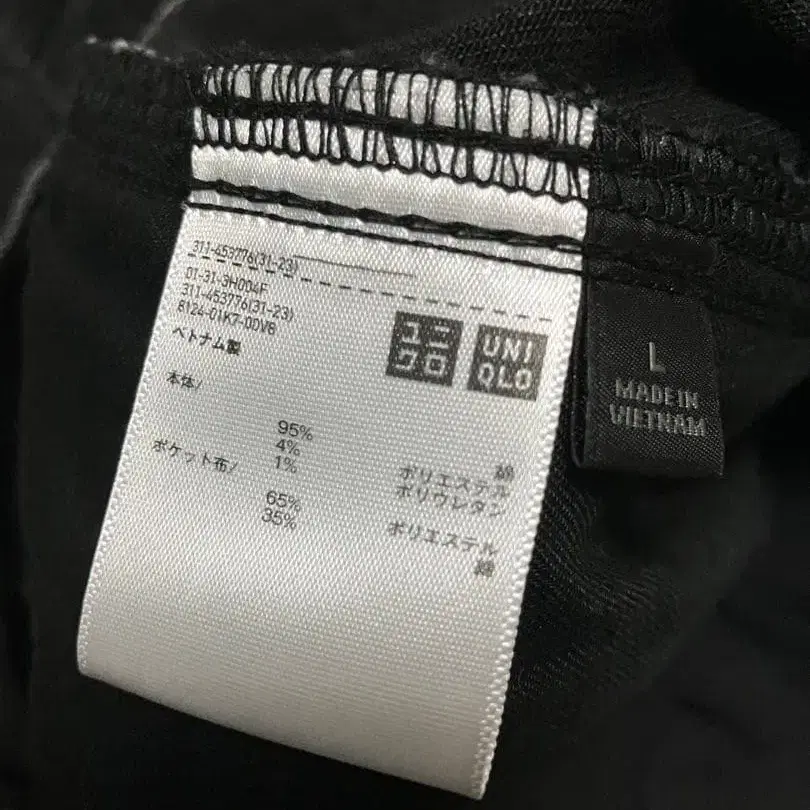 311-453776(31-23)
01-31-3H004F
311-453776(31-23)
8124-01K7-0DV8
ベトナム製
ユニ
クロ
UNI
QLO
L
MADE IN
VIETNAM
本体/
95% 綿
4% ポリエステル
1% ポリウレタン
ポケット布/
65% ポリエステル
35% 綿